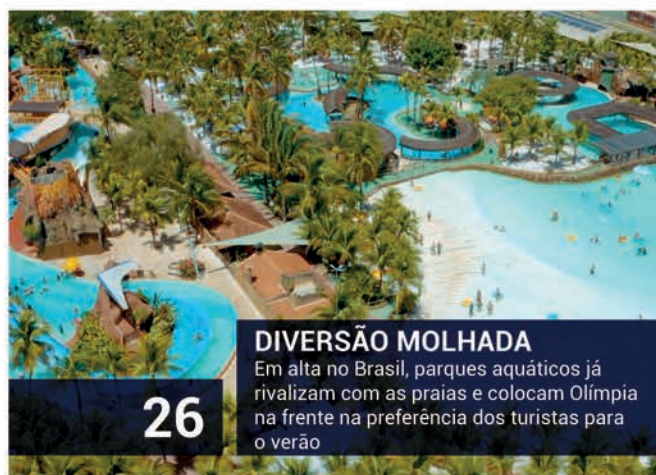 DIVERSÃO MOLHADA
Em alta no Brasil, parques aquáticos já
rivalizam com as praias e colocam Olímpia
na frente na preferência dos turistas para
o verão
26